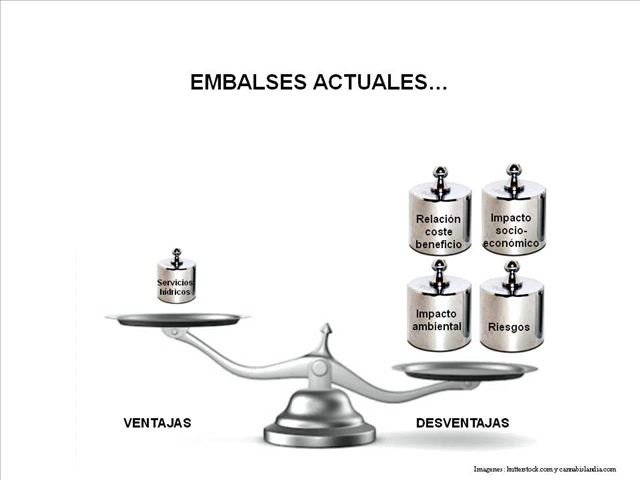 EMBALSES ACTUALES…
Relación
coste
beneficio
Impacto
socio-
económico
Servicios
hídricos
Impacto
ambiental
Riesgos
VENTAJAS
DESVENTAJAS
Imagenes: hutterstock.com y cannabislandia.com